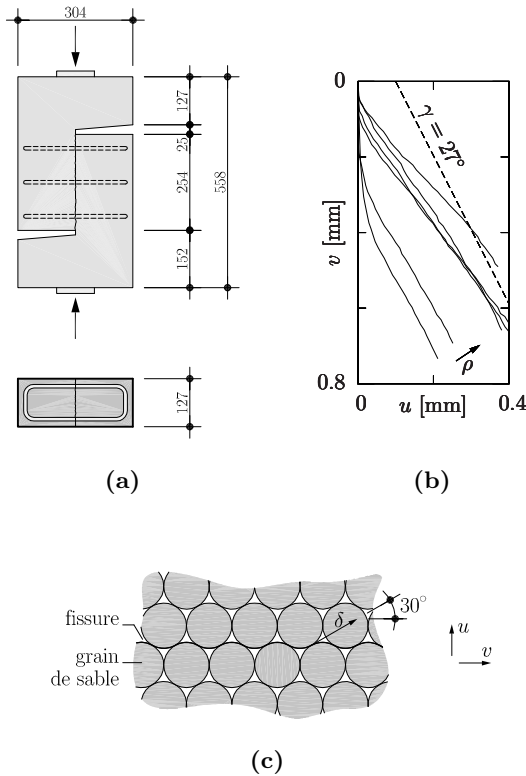 304
127
25
254
152
558
127
(a)
0
γ = 27°
v [mm]
ρ
0.8
0
u [mm]
0.4
(b)
fissure
grain
de sable
δ
30°
u
v
(c)